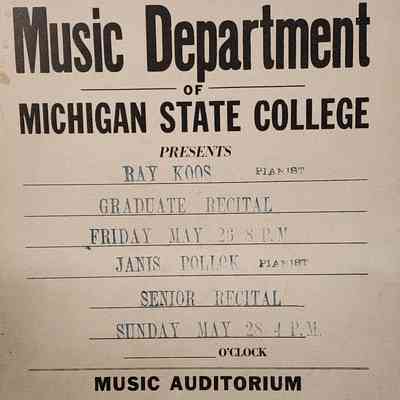 Music Department
OF
MICHIGAN STATE COLLEGE
PRESENTS
RAY KOOS PIANIST
GRADUATE RECITAL
FRIDAY MAY 26 8 P.M
JANIS POLLOK PIANIST
SENIOR RECITAL
SUNDAY MAY 28 4 P.M.
O'CLOCK
MUSIC AUDITORIUM